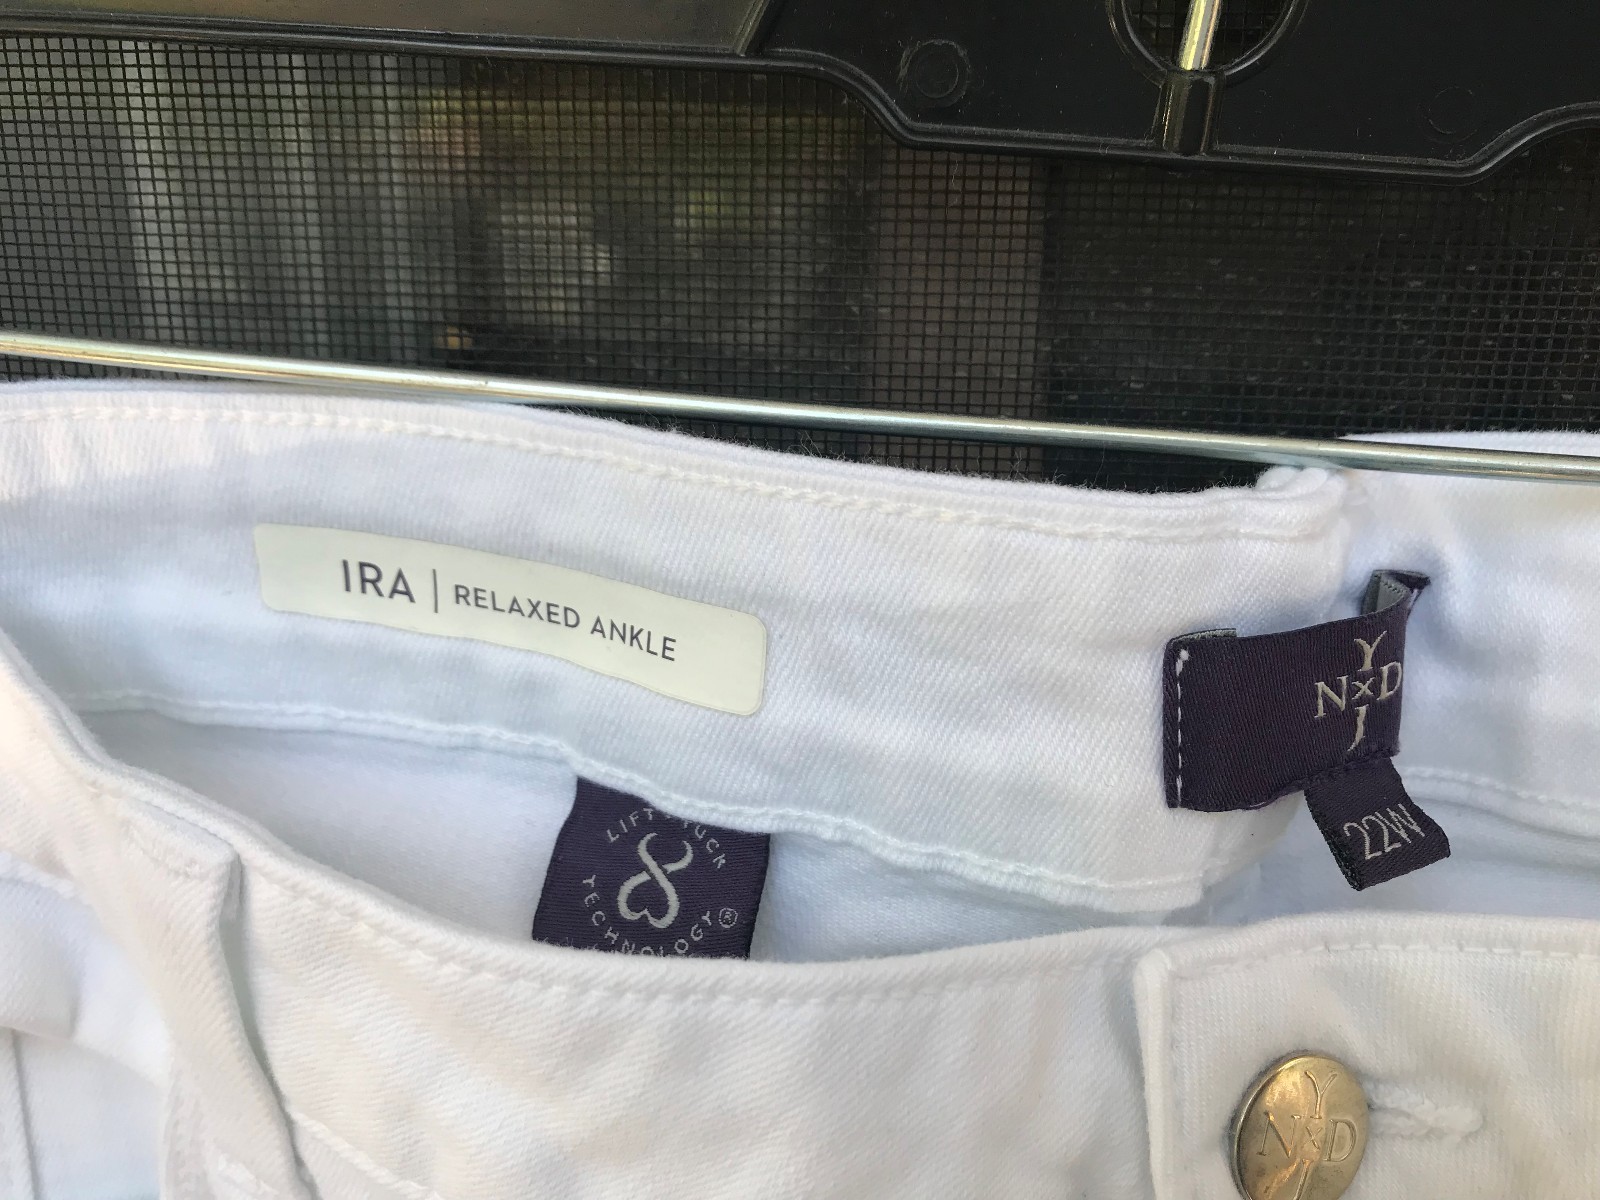 IRA | RELAXED ANKLE
Y
N×D
J
22W
LIFT TUCK
TECHNOLOGY®
Y
N×D
J